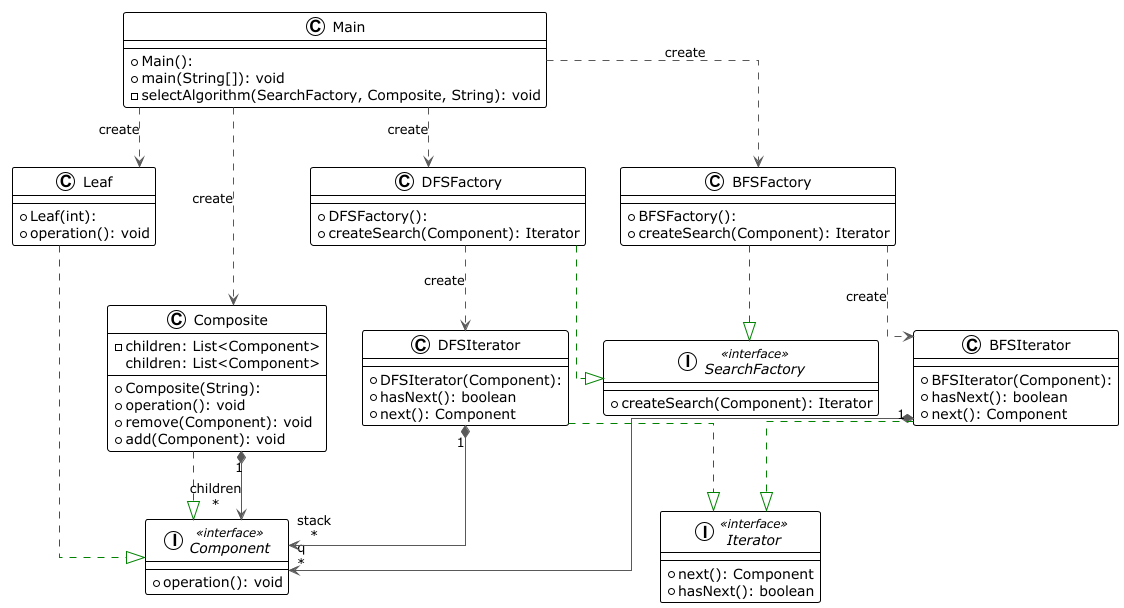 C Main
Main():
main(String[]): void
selectAlgorithm(SearchFactory, Composite, String): void
create
create
create
create
C Leaf
Leaf(int):
operation(): void
C DFSFactory
DFSFactory():
createSearch(Component): Iterator
C BFSFactory
BFSFactory():
createSearch(Component): Iterator
create
create
C Composite
children: List<Component>
children: List<Component>
Composite(String):
operation(): void
remove(Component): void
add(Component): void
C DFSIterator
DFSIterator(Component):
hasNext(): boolean
next(): Component
I «interface»
SearchFactory
createSearch(Component): Iterator
C BFSIterator
BFSIterator(Component):
hasNext(): boolean
next(): Component
1
1
1
children
*
stack
*
q
*
I «interface»
Component
operation(): void
I «interface»
Iterator
next(): Component
hasNext(): boolean